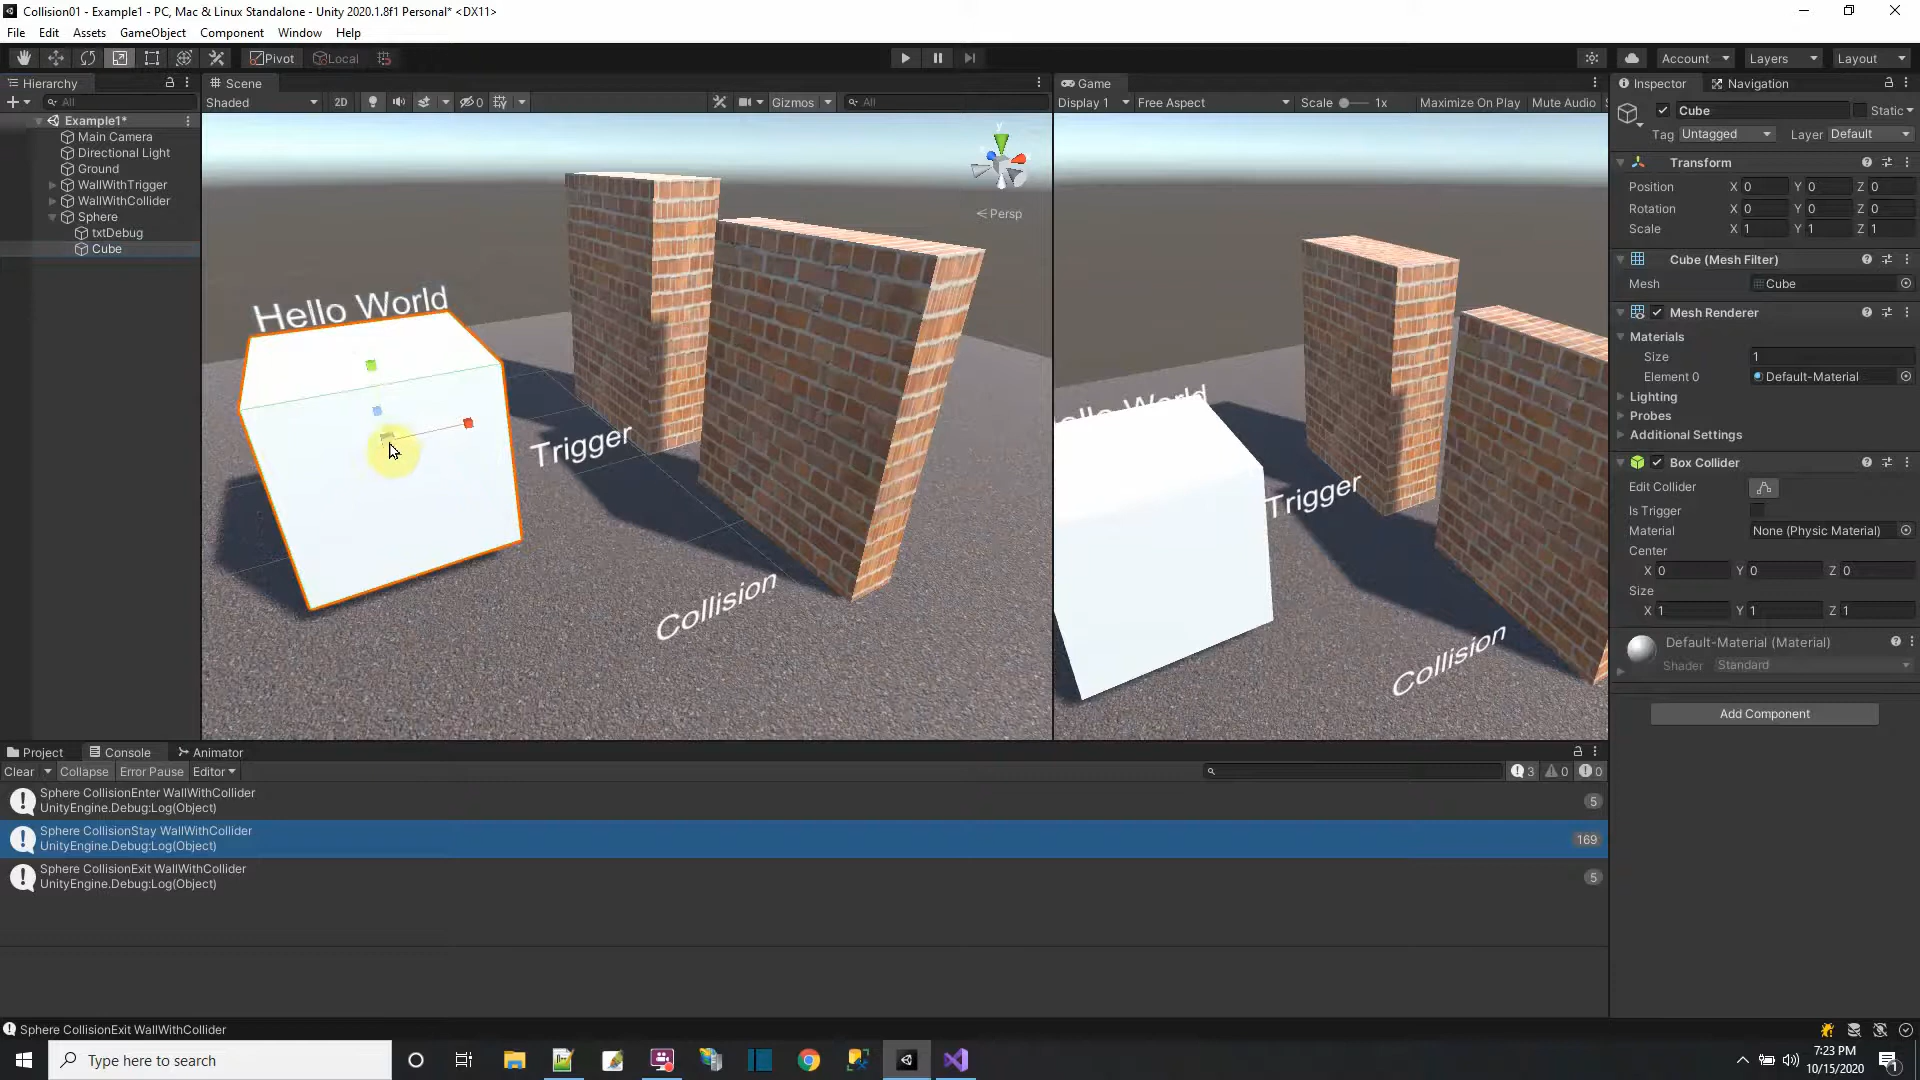 Collision01 - Example1 - PC, Mac & Linux Standalone - Unity 2020.1.8f1 Personal* <DX11>
File Edit Assets GameObject Component Window Help
Pivot Local Account Layers Layout
Hierarchy
All
Example1*
Main Camera
Directional Light
Ground
WallWithTrigger
WallWithCollider
Sphere
txtDebug
Cube
Scene
Shaded 2D 0 Gizmos All
y
Persp
Hello World
Trigger
Collision
Game
Display 1 Free Aspect Scale 1x Maximize On Play Mute Audio
Trigger
Collision
Inspector Navigation
Cube Static
Tag Untagged Layer Default
Transform
Position X 0 Y 0 Z 0
Rotation X 0 Y 0 Z 0
Scale X 1 Y 1 Z 1
Cube (Mesh Filter)
Mesh Cube
Mesh Renderer
Materials
Size 1
Element 0 Default-Material
Lighting
Probes
Additional Settings
Box Collider
Edit Collider
Is Trigger
Material None (Physic Material)
Center
X 0 Y 0 Z 0
Size
X 1 Y 1 Z 1
Default-Material (Material)
Shader Standard
Add Component
Project Console Animator
Clear Collapse Error Pause Editor 3 0 0
Sphere CollisionEnter WallWithCollider
UnityEngine.Debug:Log(Object) 5
Sphere CollisionStay WallWithCollider
UnityEngine.Debug:Log(Object) 169
Sphere CollisionExit WallWithCollider
UnityEngine.Debug:Log(Object) 5
Sphere CollisionExit WallWithCollider
Type here to search
7:23 PM
10/15/2020
1